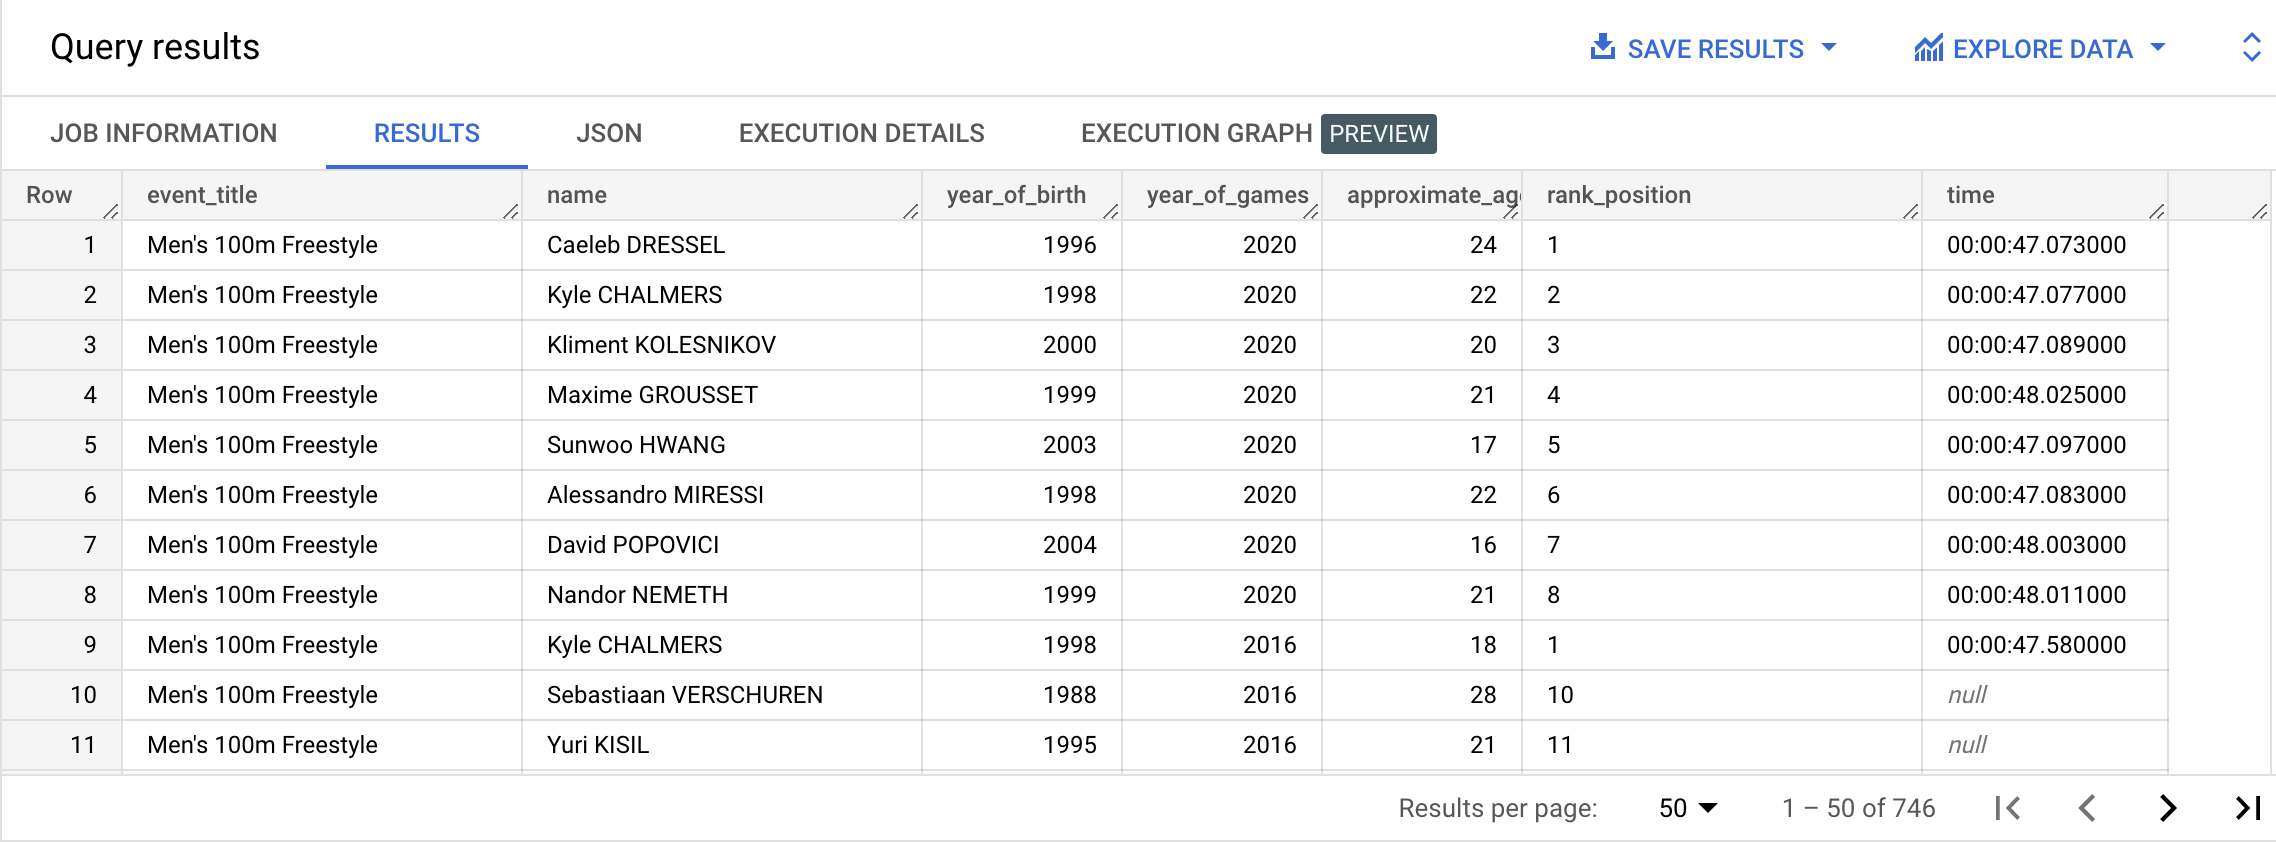 Query results SAVE RESULTS EXPLORE DATA
JOB INFORMATION RESULTS JSON EXECUTION DETAILS EXECUTION GRAPH PREVIEW
Row event_title name year_of_birth year_of_games approximate_ag rank_position time
1 Men's 100m Freestyle Caeleb DRESSEL 1996 2020 24 1 00:00:47.073000
2 Men's 100m Freestyle Kyle CHALMERS 1998 2020 22 2 00:00:47.077000
3 Men's 100m Freestyle Kliment KOLESNIKOV 2000 2020 20 3 00:00:47.089000
4 Men's 100m Freestyle Maxime GROUSSET 1999 2020 21 4 00:00:48.025000
5 Men's 100m Freestyle Sunwoo HWANG 2003 2020 17 5 00:00:47.097000
6 Men's 100m Freestyle Alessandro MIRESSI 1998 2020 22 6 00:00:47.083000
7 Men's 100m Freestyle David POPOVICI 2004 2020 16 7 00:00:48.003000
8 Men's 100m Freestyle Nandor NEMETH 1999 2020 21 8 00:00:48.011000
9 Men's 100m Freestyle Kyle CHALMERS 1998 2016 18 1 00:00:47.580000
10 Men's 100m Freestyle Sebastiaan VERSCHUREN 1988 2016 28 10 null
11 Men's 100m Freestyle Yuri KISIL 1995 2016 21 11 null
Results per page: 50 1 – 50 of 746